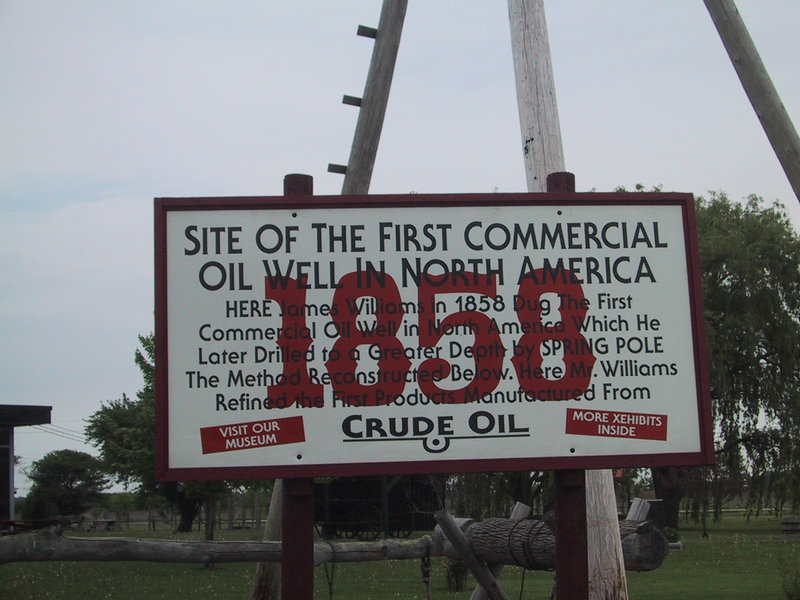 SITE OF THE FIRST COMMERCIAL
OIL WELL IN NORTH AMERICA
1858
HERE James Williams in 1858 Dug The First
Commercial Oil Well in North America Which He
Later Drilled to a Greater Depth by SPRING POLE
The Method Reconstructed Below. Here Mr. Williams
Refined the First Products Manufactured From
CRUDE OIL
VISIT OUR
MUSEUM
MORE XEHIBITS
INSIDE